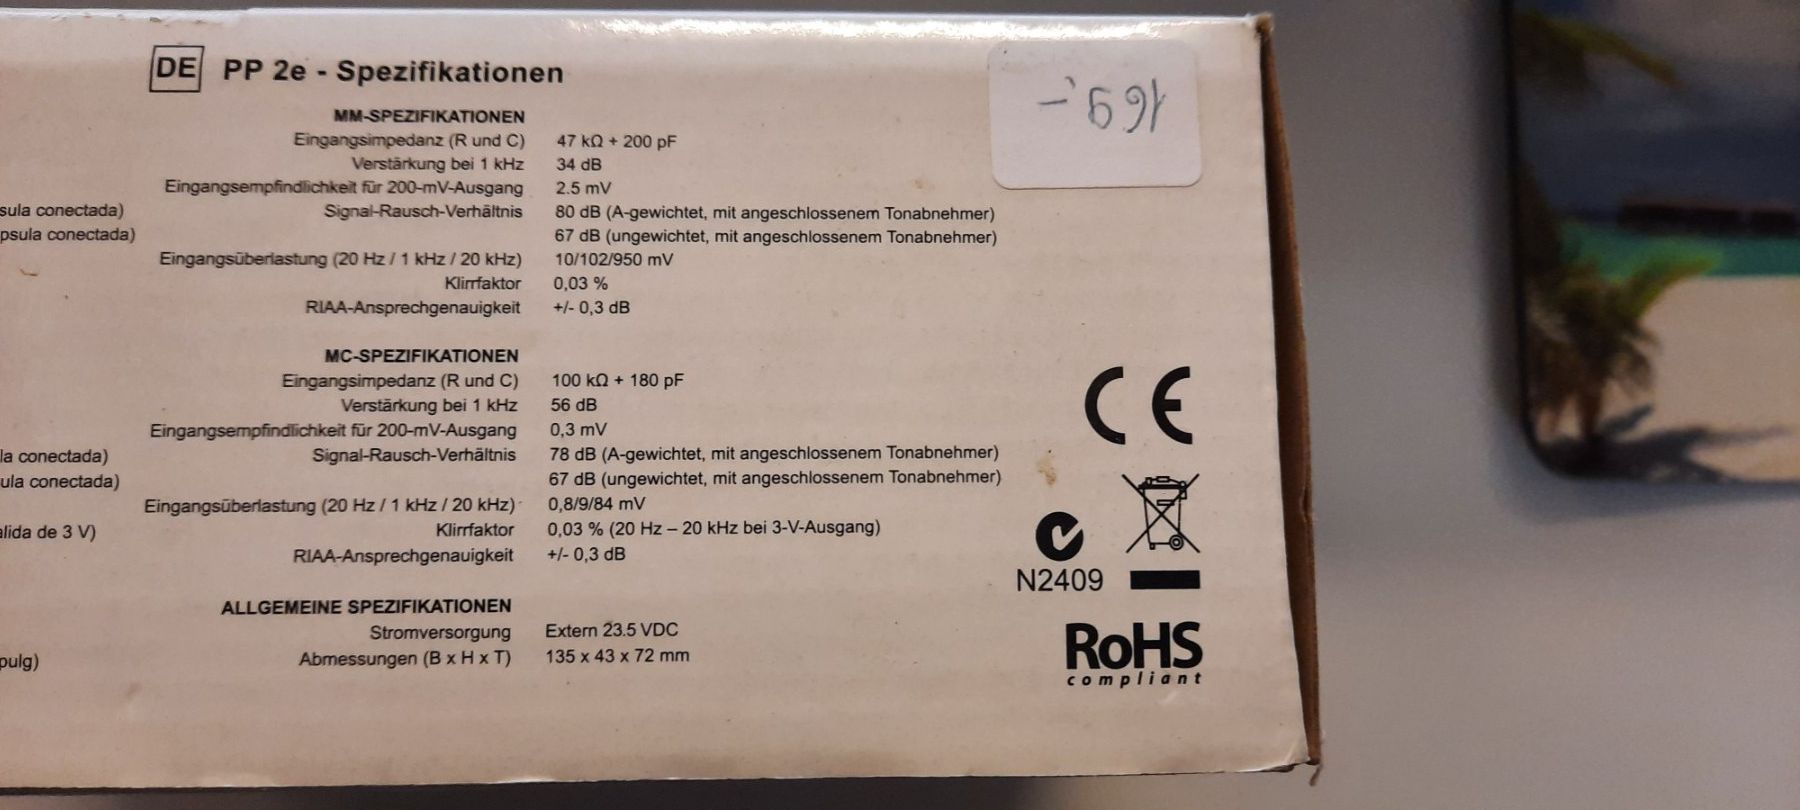 DE PP 2e - Spezifikationen
169,-
MM-SPEZIFIKATIONEN
Eingangsimpedanz (R und C) 47 kΩ + 200 pF
Verstärkung bei 1 kHz 34 dB
Eingangsempfindlichkeit für 200-mV-Ausgang 2.5 mV
sula conectada) Signal-Rausch-Verhältnis 80 dB (A-gewichtet, mit angeschlossenem Tonabnehmer)
psula conectada) 67 dB (ungewichtet, mit angeschlossenem Tonabnehmer)
Eingangsüberlastung (20 Hz / 1 kHz / 20 kHz) 10/102/950 mV
Klirrfaktor 0,03 %
RIAA-Ansprechgenauigkeit +/- 0,3 dB
MC-SPEZIFIKATIONEN
Eingangsimpedanz (R und C) 100 kΩ + 180 pF
Verstärkung bei 1 kHz 56 dB
Eingangsempfindlichkeit für 200-mV-Ausgang 0,3 mV
la conectada) Signal-Rausch-Verhältnis 78 dB (A-gewichtet, mit angeschlossenem Tonabnehmer)
ula conectada) 67 dB (ungewichtet, mit angeschlossenem Tonabnehmer)
Eingangsüberlastung (20 Hz / 1 kHz / 20 kHz) 0,8/9/84 mV
alida de 3 V) Klirrfaktor 0,03 % (20 Hz – 20 kHz bei 3-V-Ausgang)
RIAA-Ansprechgenauigkeit +/- 0,3 dB
ALLGEMEINE SPEZIFIKATIONEN
Stromversorgung Extern 23.5 VDC
pulg) Abmessungen (B x H x T) 135 x 43 x 72 mm
CE
N2409
RoHS
compliant